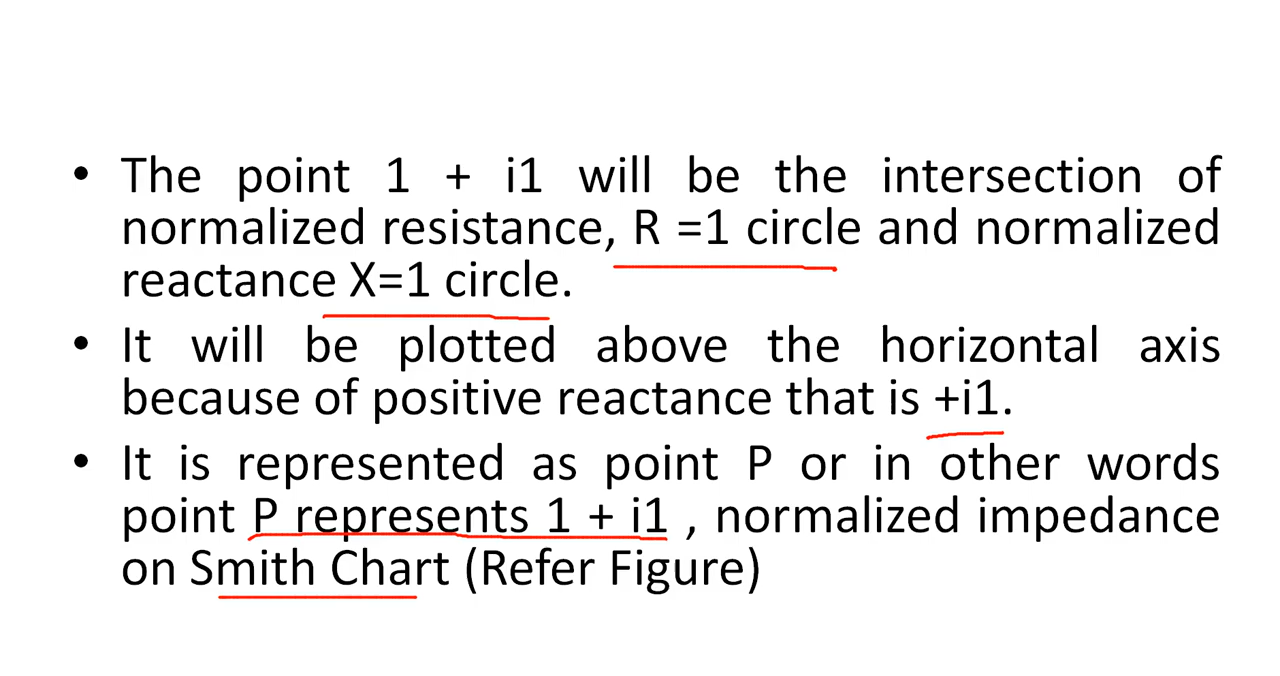 • The point 1 + i1 will be the intersection of
normalized resistance, R =1 circle and normalized
reactance X=1 circle.
• It will be plotted above the horizontal axis
because of positive reactance that is +i1.
• It is represented as point P or in other words
point P represents 1 + i1 , normalized impedance
on Smith Chart (Refer Figure)